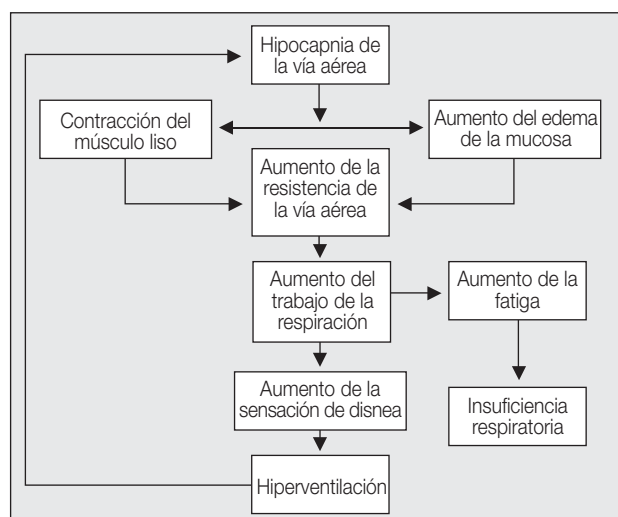 Hipocapnia de
la vía aérea
Contracción del
músculo liso
Aumento del edema
de la mucosa
Aumento de la
resistencia de
la vía aérea
Aumento del
trabajo de la
respiración
Aumento de la
fatiga
Aumento de la
sensación de disnea
Insuficiencia
respiratoria
Hiperventilación